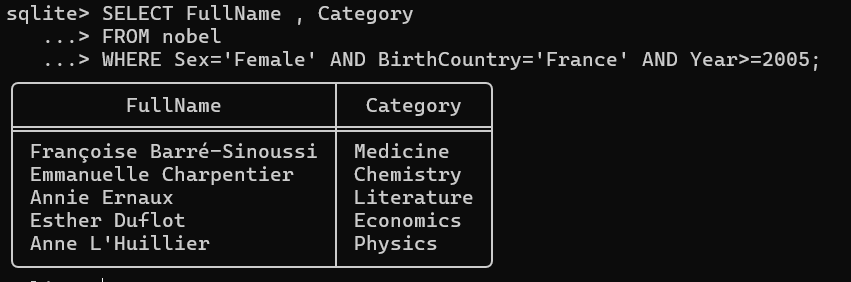 sqlite> SELECT FullName , Category
...> FROM nobel
...> WHERE Sex='Female' AND BirthCountry='France' AND Year>=2005;
FullName Category
Françoise Barré-Sinoussi Medicine
Emmanuelle Charpentier Chemistry
Annie Ernaux Literature
Esther Duflot Economics
Anne L'Huillier Physics